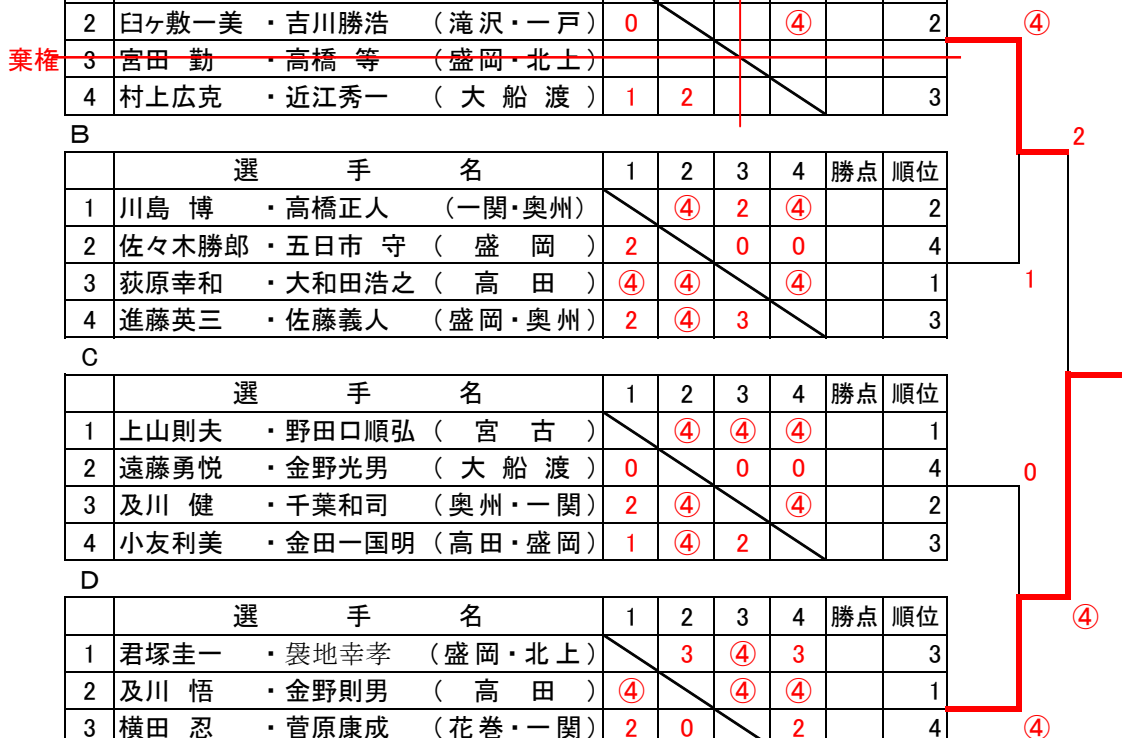 2 臼ヶ敷一美 ・吉川勝浩 (滝沢・一戸) 0 ④ 2 ④
棄権 3 宮田 勤 ・高橋 等 (盛岡・北上)
4 村上広克 ・近江秀一 (大船渡) 1 2 3
B 2
選手名 1 2 3 4 勝点 順位
1 川島 博 ・高橋正人 (一関・奥州) ④ 2 ④ 2
2 佐々木勝郎 ・五日市 守 (盛岡) 2 0 0 4
3 荻原幸和 ・大和田浩之 (高田) ④ ④ ④ 1 1
4 進藤英三 ・佐藤義人 (盛岡・奥州) 2 ④ 3 3
C
選手名 1 2 3 4 勝点 順位
1 上山則夫 ・野田口順弘 (宮古) ④ ④ ④ 1
2 遠藤勇悦 ・金野光男 (大船渡) 0 0 0 4 0
3 及川 健 ・千葉和司 (奥州・一関) 2 ④ ④ 2
4 小友利美 ・金田一国明 (高田・盛岡) 1 ④ 2 3
D
選手名 1 2 3 4 勝点 順位 ④
1 君塚圭一 ・褜地幸孝 (盛岡・北上) 3 ④ 3 3
2 及川 悟 ・金野則男 (高田) ④ ④ ④ 1
3 横田 忍 ・菅原康成 (花巻・一関) 2 0 2 4 ④